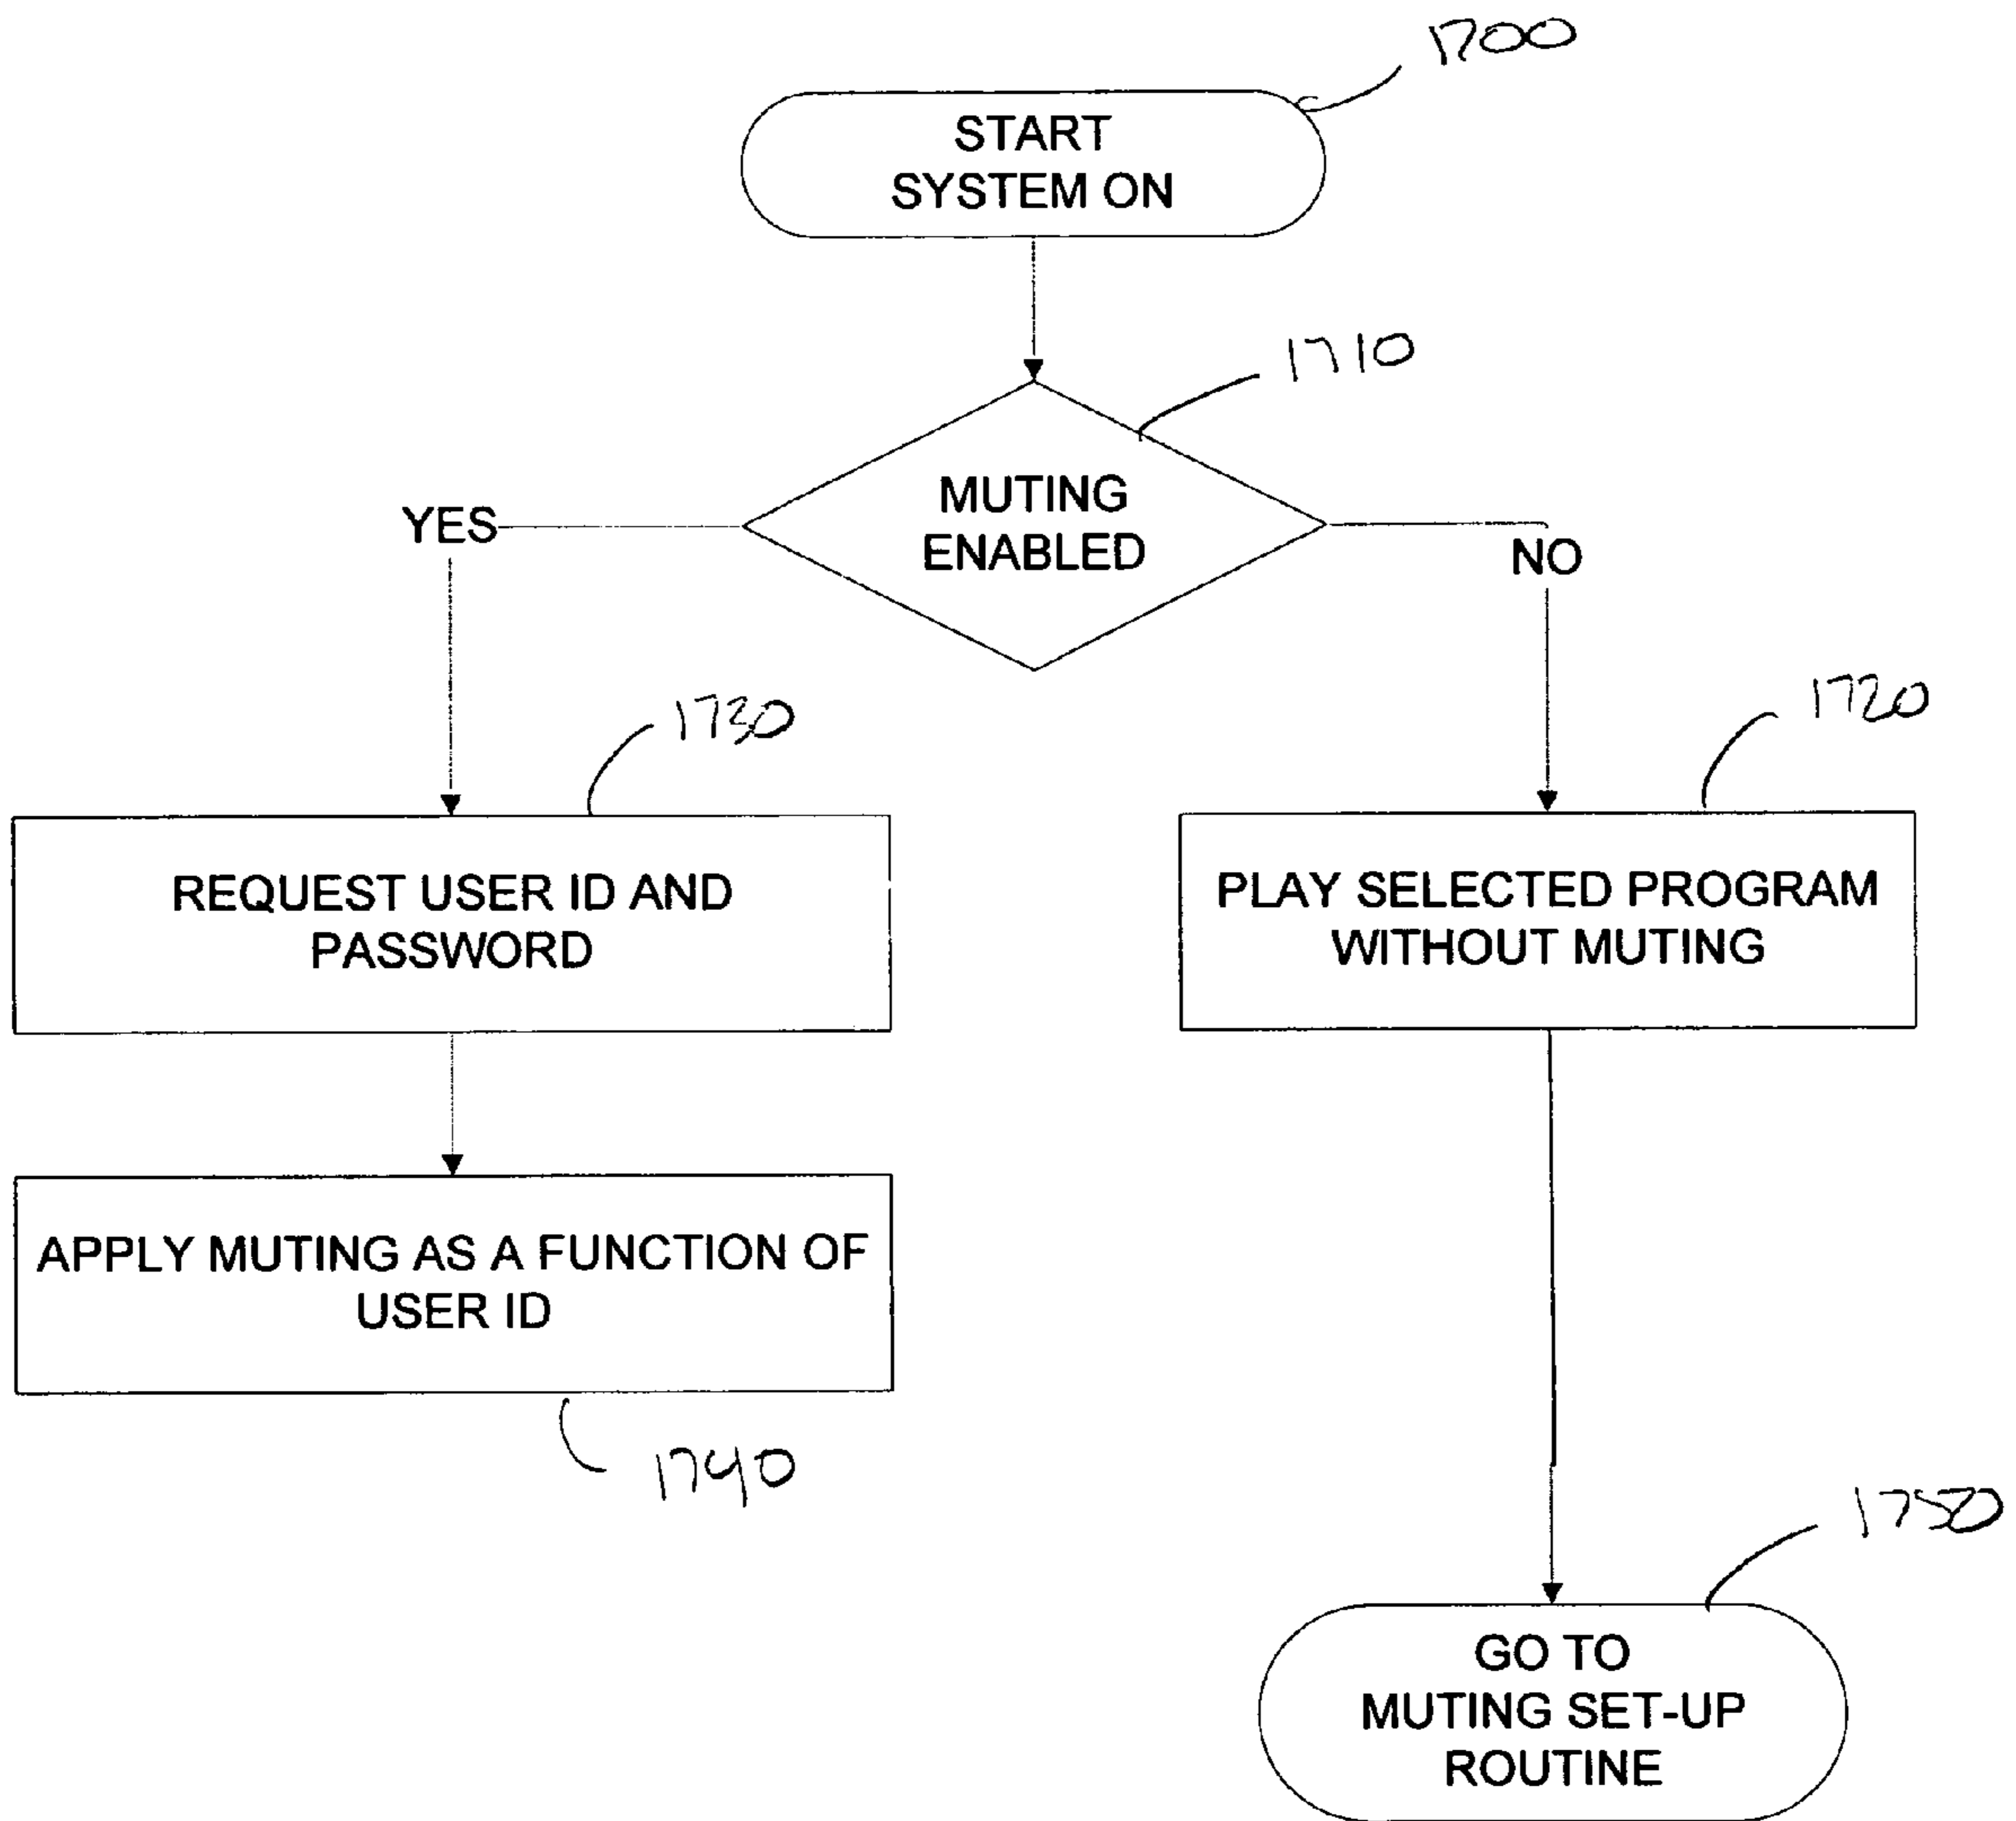 1700
START
SYSTEM ON
1710
MUTING
ENABLED
YES
NO
1730
1720
REQUEST USER ID AND
PASSWORD
PLAY SELECTED PROGRAM
WITHOUT MUTING
APPLY MUTING AS A FUNCTION OF
USER ID
1740
1750
GO TO
MUTING SET-UP
ROUTINE